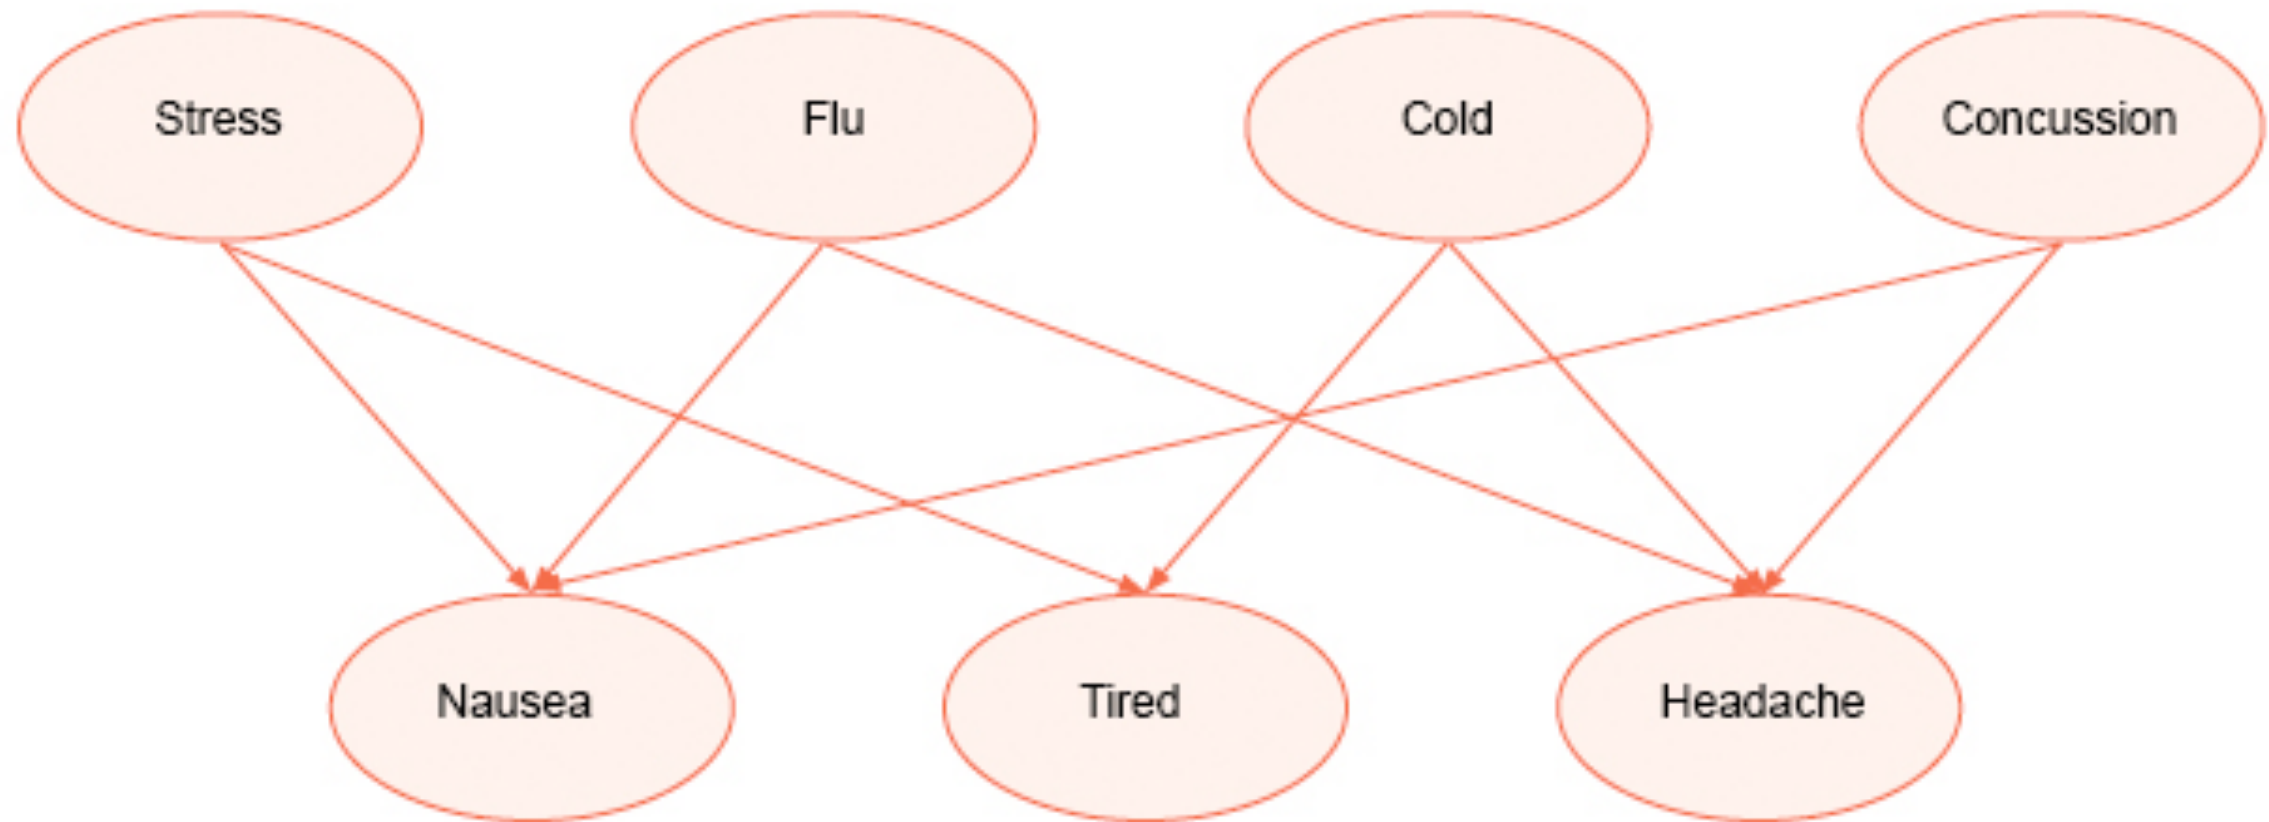 Stress
Flu
Cold
Concussion
Nausea
Tired
Headache